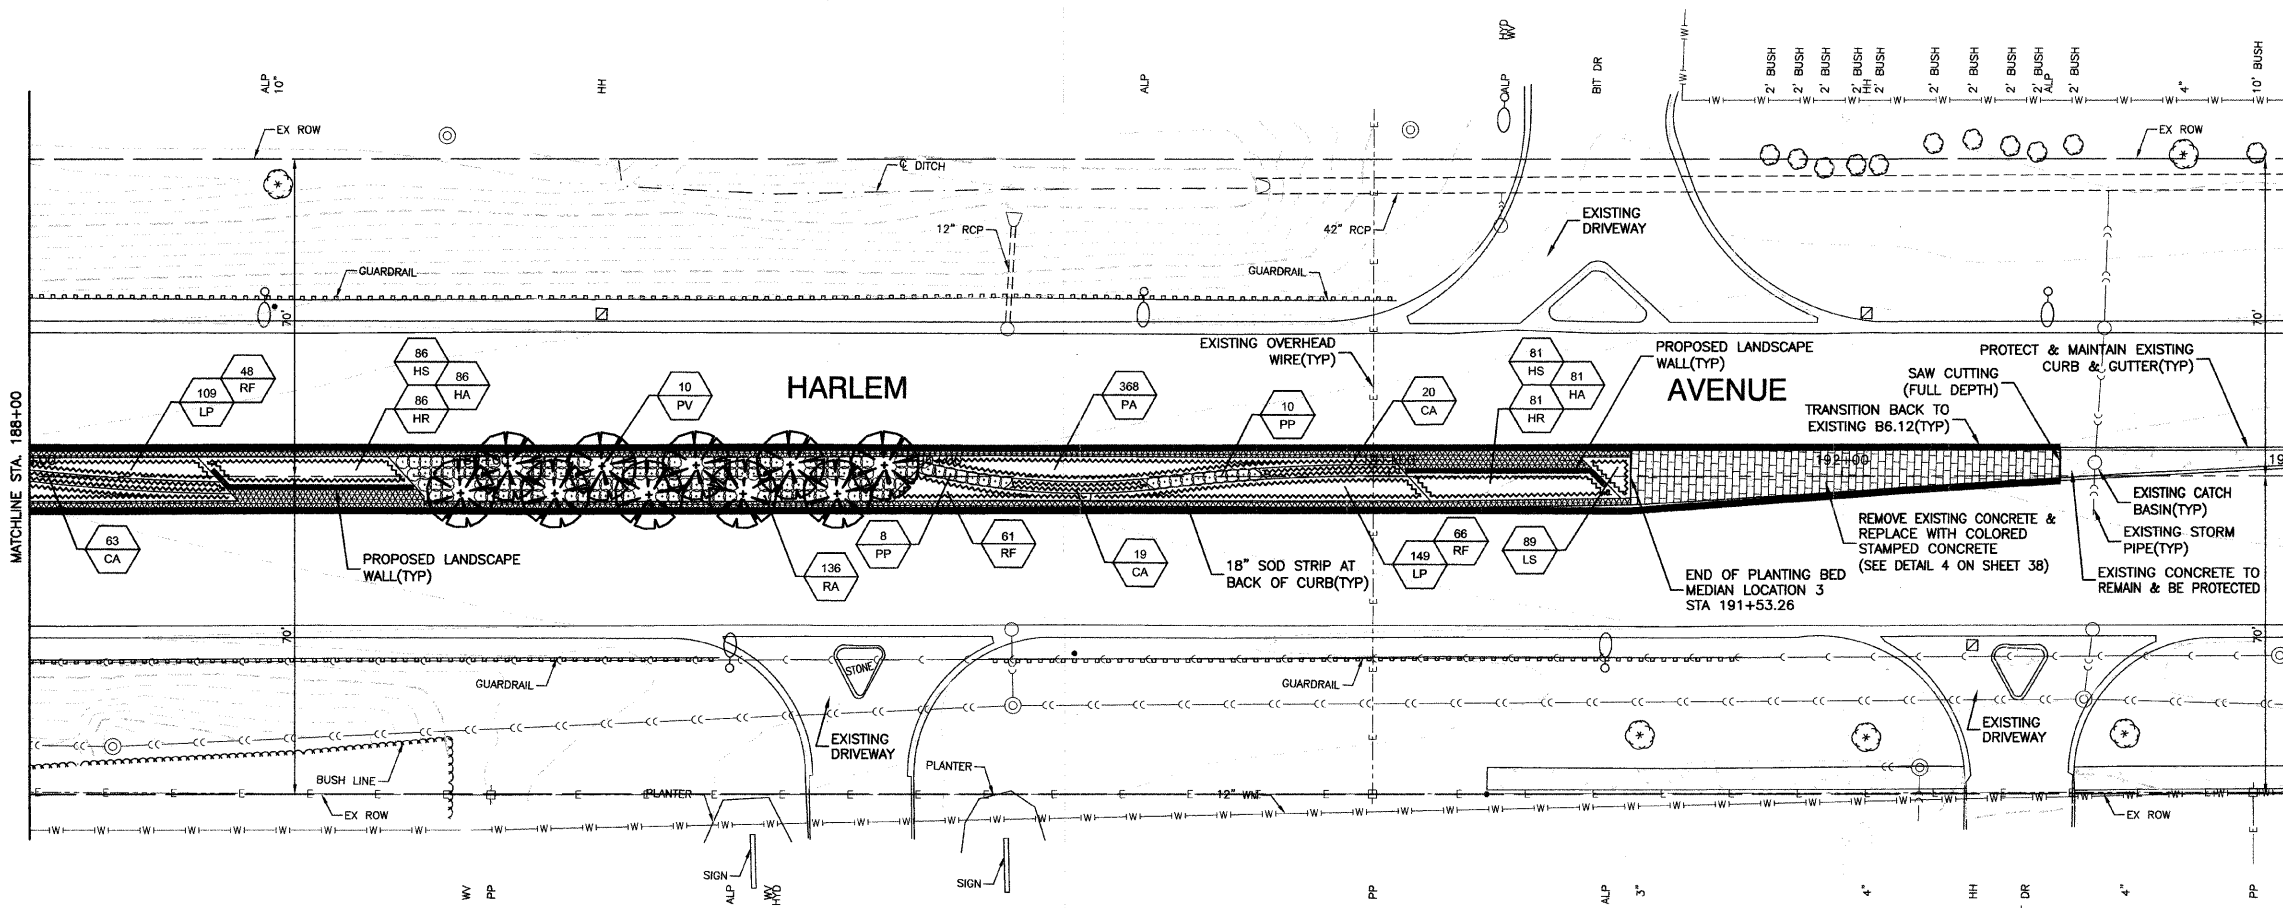 HYD
WV
ALP
10"
HH
ALP
ALP
BIT DR
W
2' BUSH
2' BUSH
2' BUSH
2' BUSH
HH
2' BUSH
2' BUSH
2' BUSH
2' BUSH
2' BUSH
ALP
2' BUSH
4"
10' BUSH
EX ROW
EX ROW
℄ DITCH
12" RCP
42" RCP
EXISTING
DRIVEWAY
GUARDRAIL
GUARDRAIL
70'
70'
MATCHLINE STA. 188+00
109
LP
48
RF
86
HS
86
HA
86
HR
10
PV
HARLEM
368
PA
10
PP
EXISTING OVERHEAD
WIRE(TYP)
20
CA
81
HS
81
HA
81
HR
PROPOSED LANDSCAPE
WALL(TYP)
AVENUE
PROTECT & MAINTAIN EXISTING
CURB & GUTTER(TYP)
SAW CUTTING
(FULL DEPTH)
TRANSITION BACK TO
EXISTING B6.12(TYP)
192+00
19
63
CA
PROPOSED LANDSCAPE
WALL(TYP)
136
RA
8
PP
61
RF
19
CA
18" SOD STRIP AT
BACK OF CURB(TYP)
149
LP
66
RF
89
LS
END OF PLANTING BED
MEDIAN LOCATION 3
STA 191+53.26
REMOVE EXISTING CONCRETE &
REPLACE WITH COLORED
STAMPED CONCRETE
(SEE DETAIL 4 ON SHEET 38)
EXISTING CATCH
BASIN(TYP)
EXISTING STORM
PIPE(TYP)
EXISTING CONCRETE TO
REMAIN & BE PROTECTED
70'
70'
STONE
GUARDRAIL
GUARDRAIL
EXISTING
DRIVEWAY
EXISTING
DRIVEWAY
BUSH LINE
PLANTER
PLANTER
12" WM
EX ROW
EX ROW
SIGN
SIGN
WV
PP
ALP
WV
HYD
PP
ALP
3"
4"
HH
DR
4"
PP